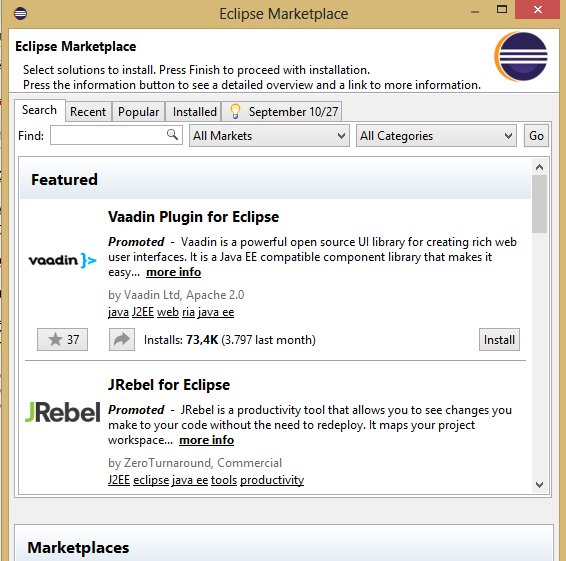 Eclipse Marketplace
Eclipse Marketplace
Select solutions to install. Press Finish to proceed with installation.
Press the information button to see a detailed overview and a link to more information.
Search Recent Popular Installed September 10/27
Find: All Markets All Categories Go
Featured
Vaadin Plugin for Eclipse
Promoted - Vaadin is a powerful open source UI library for creating rich web
user interfaces. It is a Java EE compatible component library that makes it
easy... more info
vaadin }>
by Vaadin Ltd, Apache 2.0
java J2EE web ria java ee
37 Installs: 73,4K (3.797 last month) Install
JRebel for Eclipse
JRebel
Promoted - JRebel is a productivity tool that allows you to see changes you
make to your code without the need to redeploy. It maps your project
workspace... more info
by ZeroTurnaround, Commercial
J2EE eclipse java ee tools productivity
Marketplaces